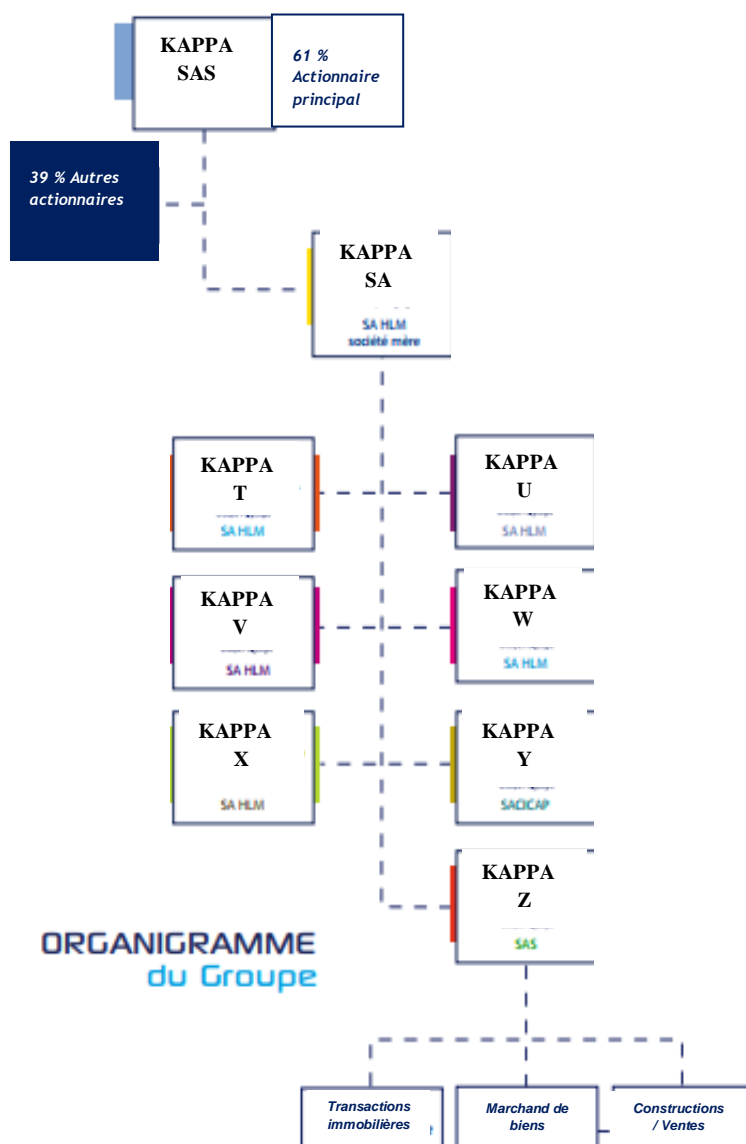 KAPPA
SAS
61 %
Actionnaire
principal
39 % Autres
actionnaires
KAPPA
SA
SA HLM
société mère
KAPPA
T
SA HLM
KAPPA
U
SA HLM
KAPPA
V
SA HLM
KAPPA
W
SA HLM
KAPPA
X
SA HLM
KAPPA
Y
SACICAP
KAPPA
Z
SAS
ORGANIGRAMME
du Groupe
Transactions
immobilières
Marchand de
biens
Constructions
/ Ventes